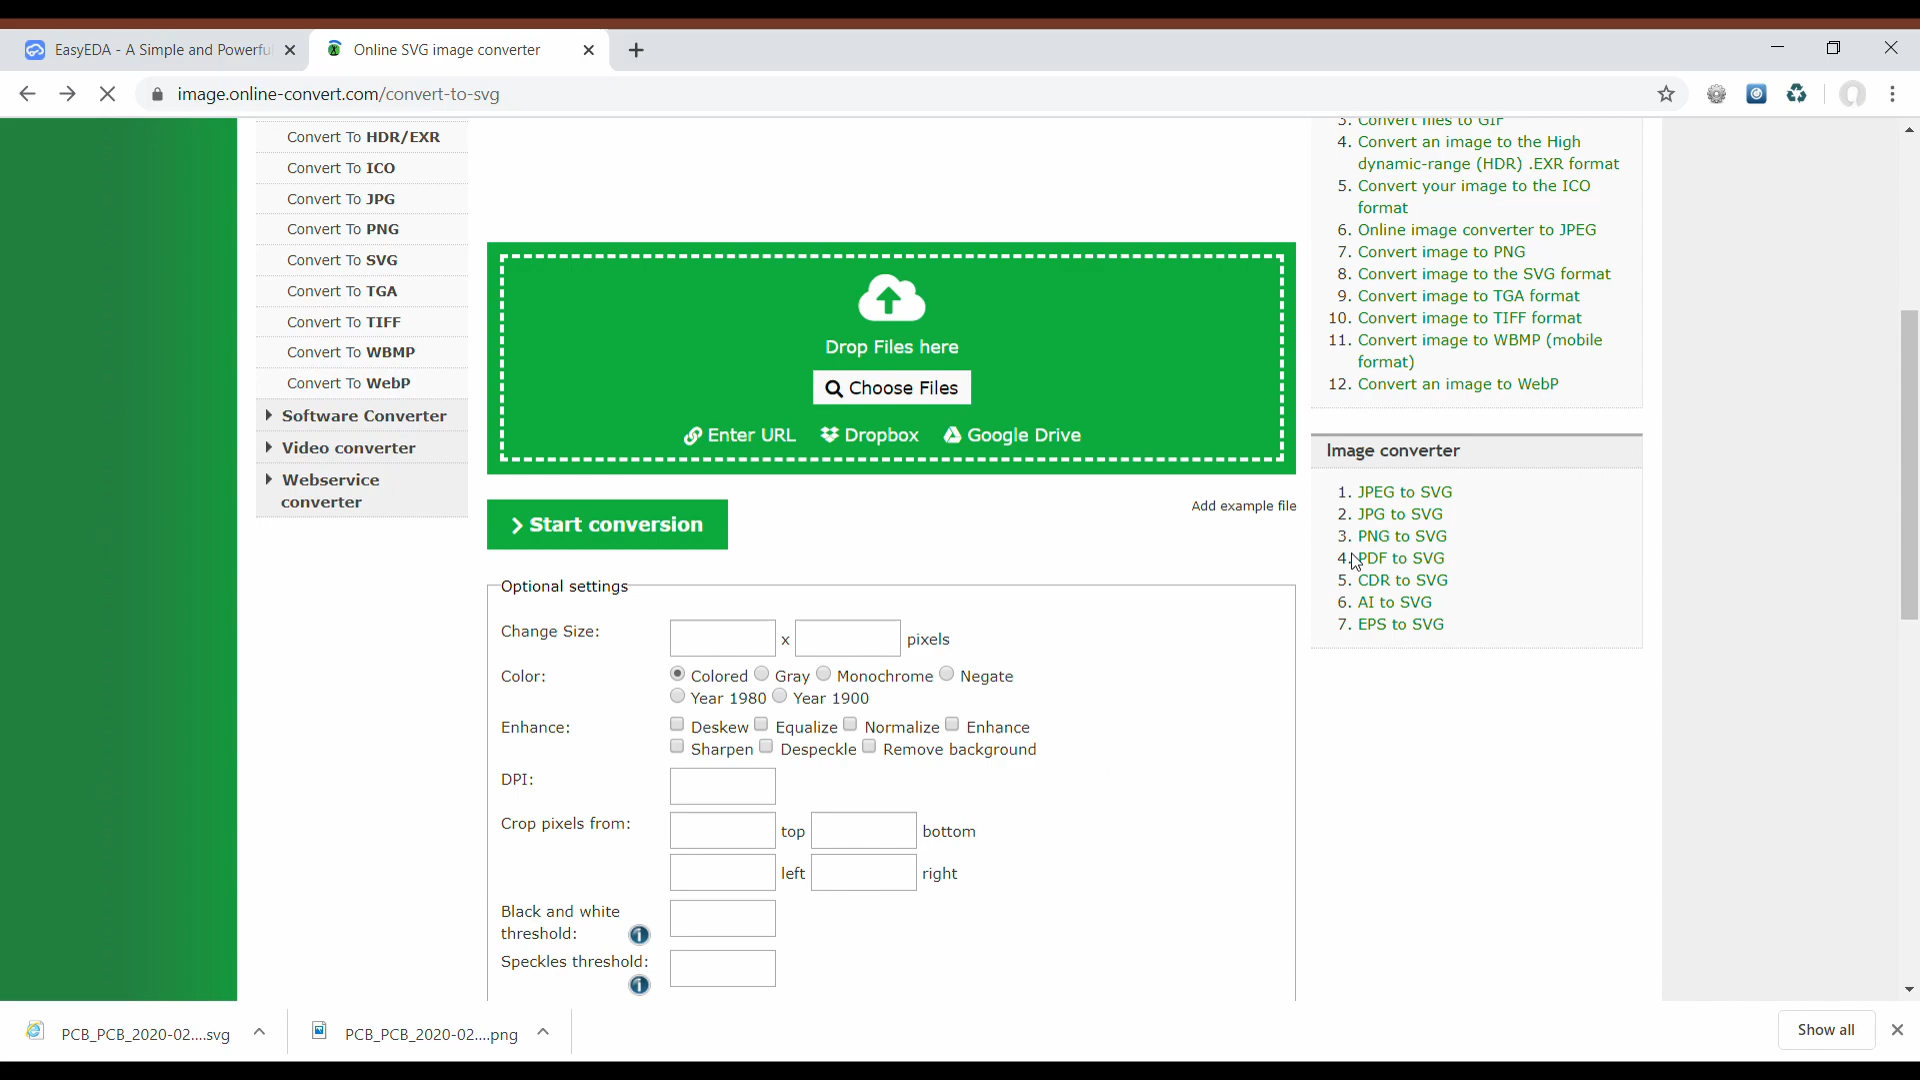 EasyEDA - A Simple and Powerfu
Online SVG image converter
image.online-convert.com/convert-to-svg
Convert To HDR/EXR
Convert To ICO
Convert To JPG
Convert To PNG
Convert To SVG
Convert To TGA
Convert To TIFF
Convert To WBMP
Convert To WebP
Software Converter
Video converter
Webservice
converter
Drop Files here
Choose Files
Enter URL
Dropbox
Google Drive
Start conversion
Add example file
Optional settings
Change Size:
x
pixels
Color:
Colored Gray Monochrome Negate
Year 1980 Year 1900
Enhance:
Deskew Equalize Normalize Enhance
Sharpen Despeckle Remove background
DPI:
Crop pixels from:
top
bottom
left
right
Black and white
threshold:
Speckles threshold:
3. Convert files to GIF
4. Convert an image to the High
dynamic-range (HDR) .EXR format
5. Convert your image to the ICO
format
6. Online image converter to JPEG
7. Convert image to PNG
8. Convert image to the SVG format
9. Convert image to TGA format
10. Convert image to TIFF format
11. Convert image to WBMP (mobile
format)
12. Convert an image to WebP
Image converter
1. JPEG to SVG
2. JPG to SVG
3. PNG to SVG
4. PDF to SVG
5. CDR to SVG
6. AI to SVG
7. EPS to SVG
PCB_PCB_2020-02....svg
PCB_PCB_2020-02....png
Show all